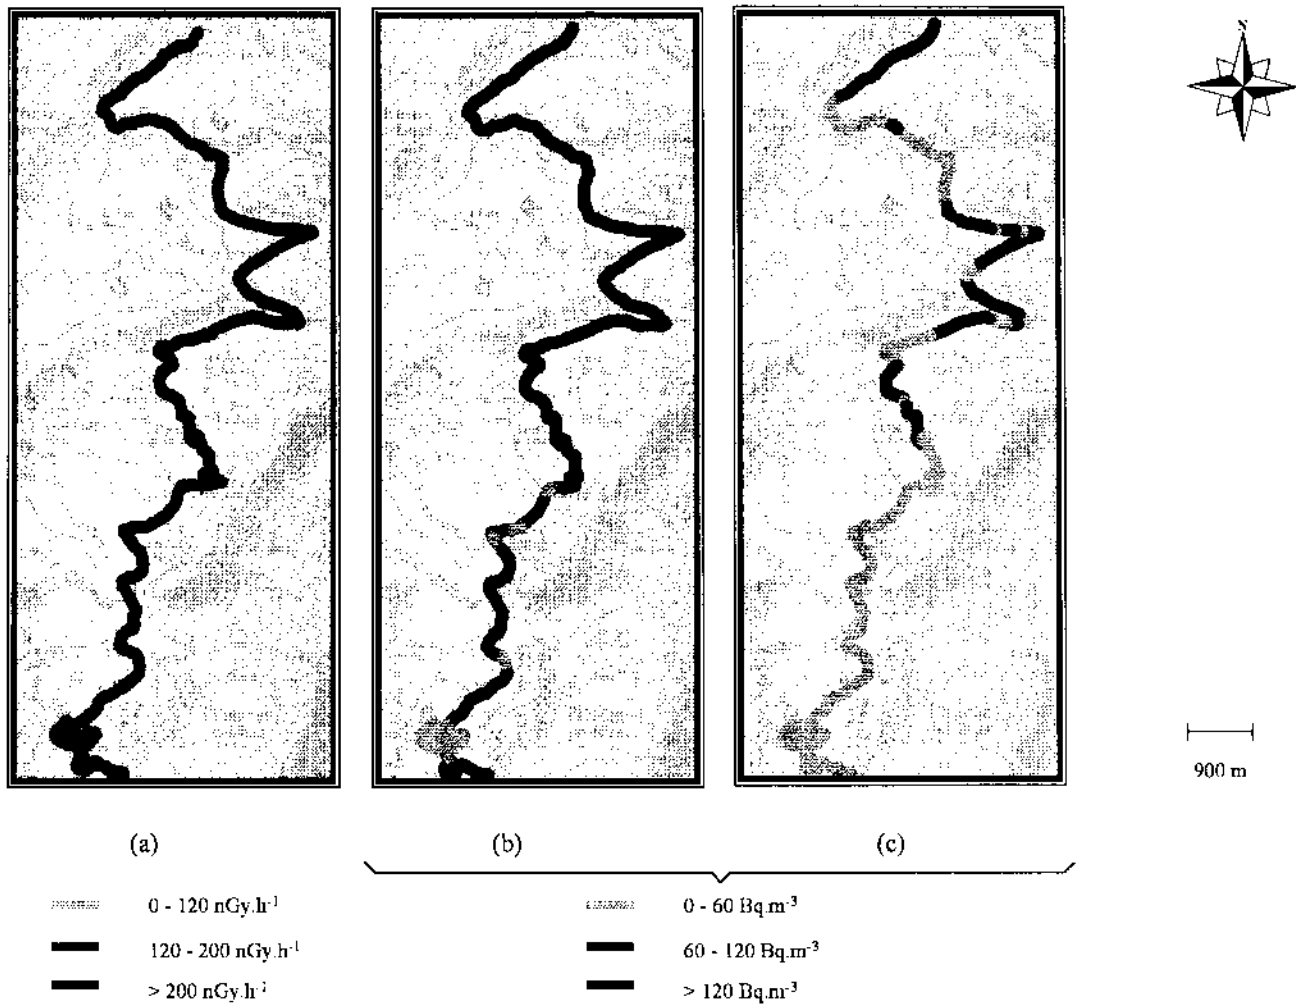 N
900 m
(a) (b) (c)
0 - 120 nGy.h-1 0 - 60 Bq.m-3
120 - 200 nGy.h-1 60 - 120 Bq.m-3
> 200 nGy.h-1 > 120 Bq.m-3